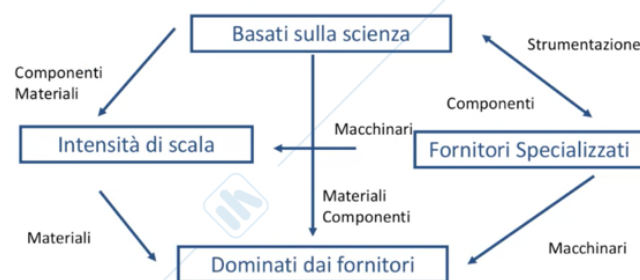 Basati sulla scienza
Strumentazione
Componenti
Materiali
Componenti
Macchinari
Intensità di scala
Fornitori Specializzati
Materiali
Componenti
Materiali
Macchinari
Dominati dai fornitori